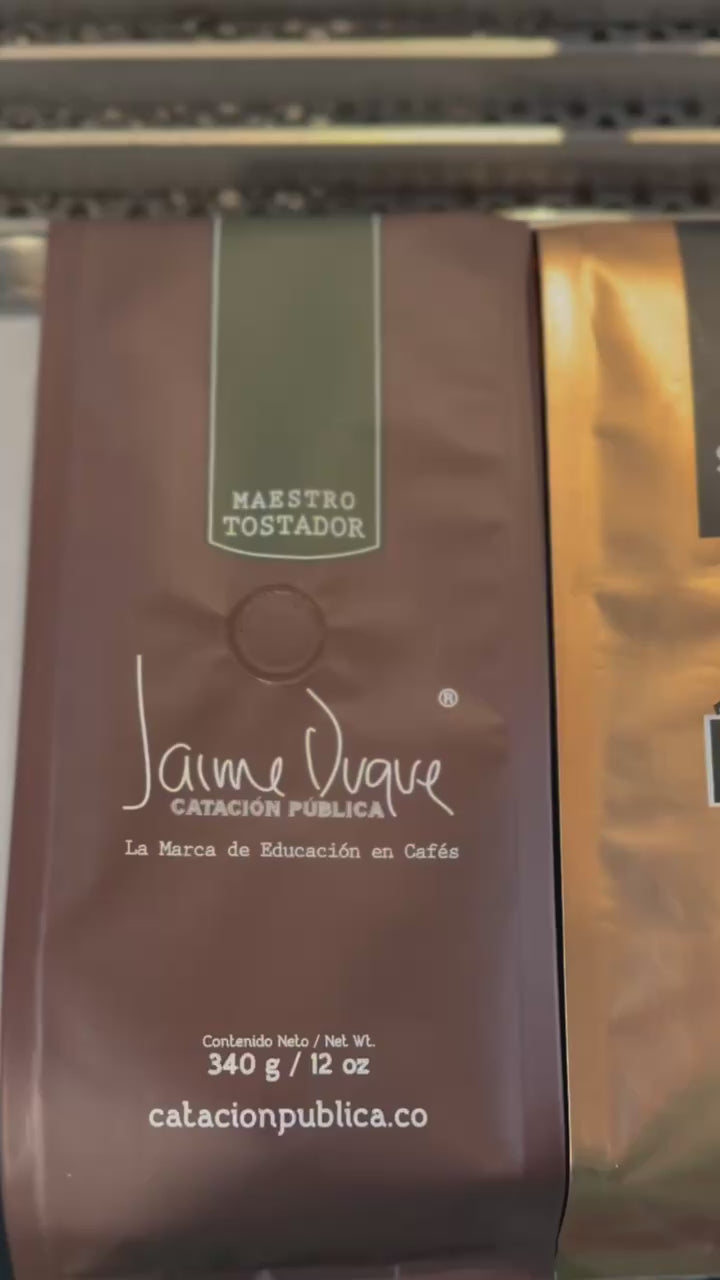 MAESTRO
TOSTADOR
®
Jaime Duque
CATACIÓN PÚBLICA
La Marca de Educación en Cafés
Contenido Neto / Net Wt.
340 g / 12 oz
catacionpublica.co